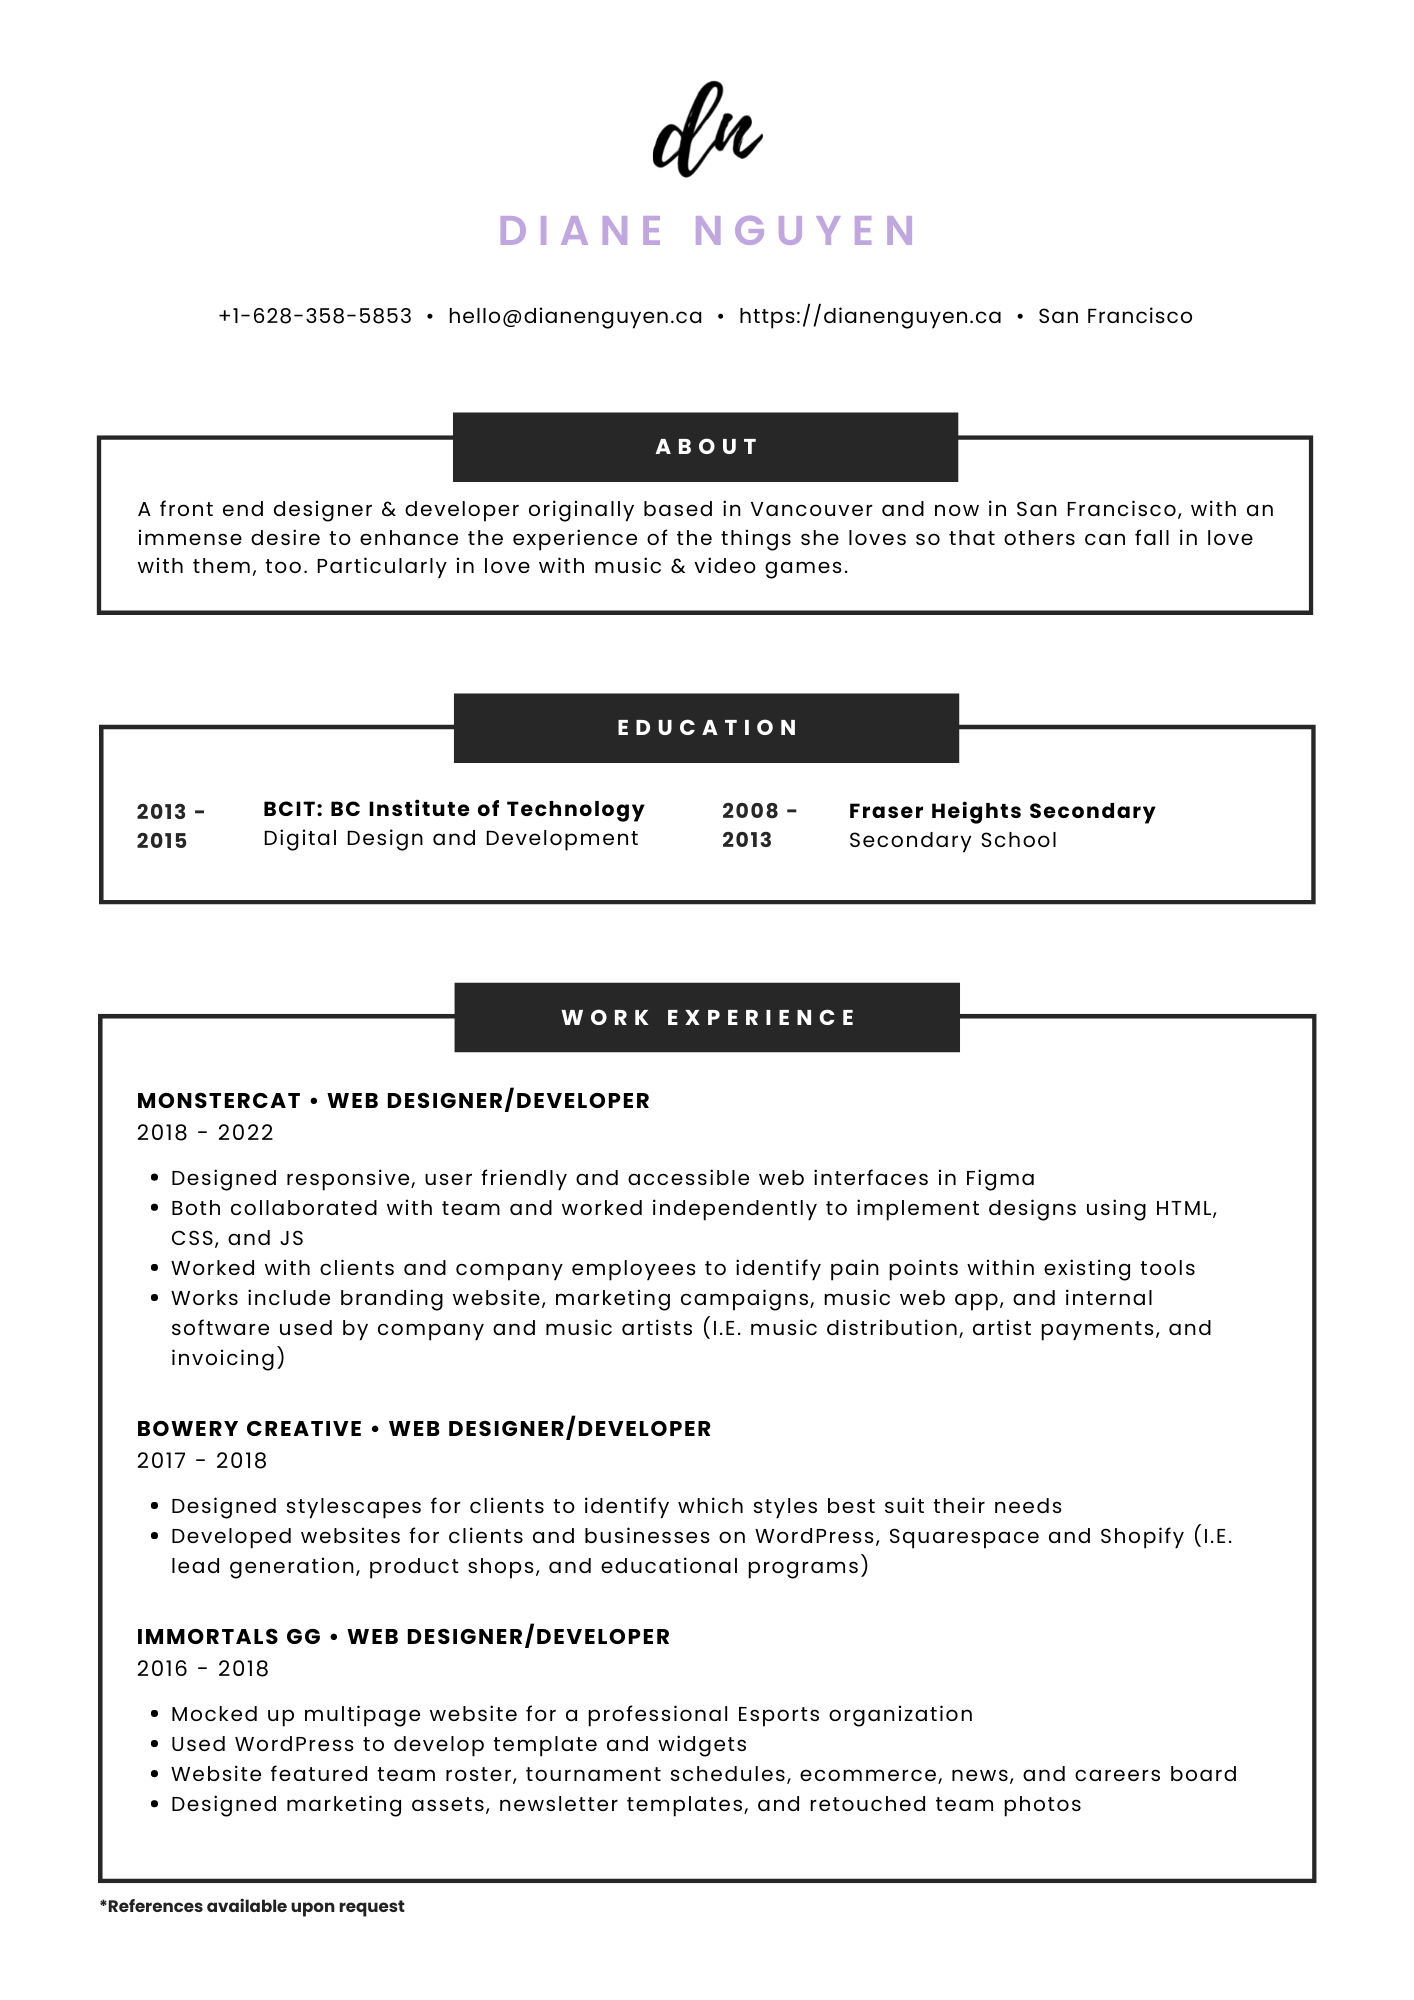 dn
DIANE NGUYEN
+1-628-358-5853 • hello@dianenguyen.ca • https://dianenguyen.ca • San Francisco
ABOUT
A front end designer & developer originally based in Vancouver and now in San Francisco, with an
immense desire to enhance the experience of the things she loves so that others can fall in love
with them, too. Particularly in love with music & video games.
EDUCATION
2013 -
2015
BCIT: BC Institute of Technology
Digital Design and Development
2008 -
2013
Fraser Heights Secondary
Secondary School
WORK EXPERIENCE
MONSTERCAT • WEB DESIGNER/DEVELOPER
2018 - 2022
• Designed responsive, user friendly and accessible web interfaces in Figma
• Both collaborated with team and worked independently to implement designs using HTML,
CSS, and JS
• Worked with clients and company employees to identify pain points within existing tools
• Works include branding website, marketing campaigns, music web app, and internal
software used by company and music artists (I.E. music distribution, artist payments, and
invoicing)
BOWERY CREATIVE • WEB DESIGNER/DEVELOPER
2017 - 2018
• Designed stylescapes for clients to identify which styles best suit their needs
• Developed websites for clients and businesses on WordPress, Squarespace and Shopify (I.E.
lead generation, product shops, and educational programs)
IMMORTALS GG • WEB DESIGNER/DEVELOPER
2016 - 2018
• Mocked up multipage website for a professional Esports organization
• Used WordPress to develop template and widgets
• Website featured team roster, tournament schedules, ecommerce, news, and careers board
• Designed marketing assets, newsletter templates, and retouched team photos
*References available upon request